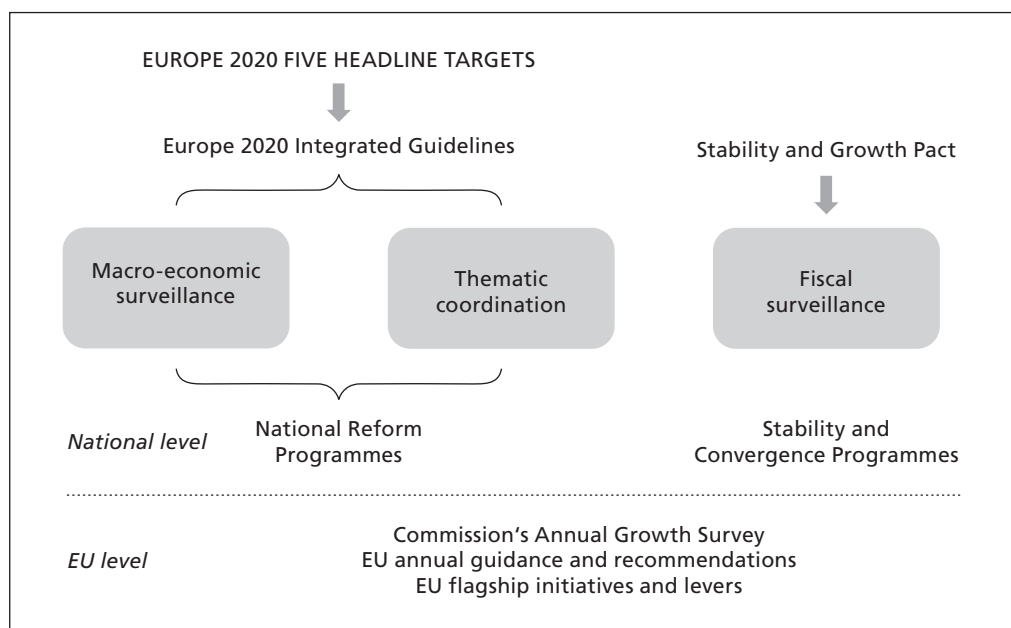 EUROPE 2020 FIVE HEADLINE TARGETS
Europe 2020 Integrated Guidelines
Stability and Growth Pact
Macro-economic
surveillance
Thematic
coordination
Fiscal
surveillance
National level
National Reform
Programmes
Stability and
Convergence Programmes
EU level
Commission‘s Annual Growth Survey
EU annual guidance and recommendations
EU flagship initiatives and levers